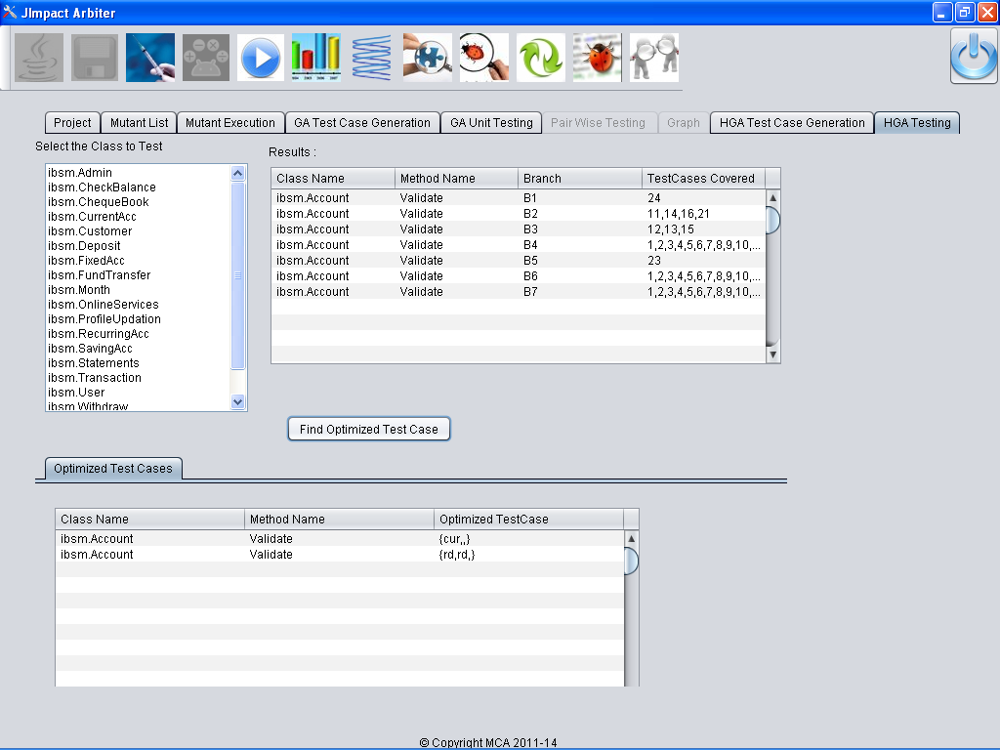 JImpact Arbiter
Project Mutant List Mutant Execution GA Test Case Generation GA Unit Testing Pair Wise Testing Graph HGA Test Case Generation HGA Testing
Select the Class to Test
ibsm.Admin
ibsm.CheckBalance
ibsm.ChequeBook
ibsm.CurrentAcc
ibsm.Customer
ibsm.Deposit
ibsm.FixedAcc
ibsm.FundTransfer
ibsm.Month
ibsm.OnlineServices
ibsm.ProfileUpdation
ibsm.RecurringAcc
ibsm.SavingAcc
ibsm.Statements
ibsm.Transaction
ibsm.User
ibsm.Withdraw
Results :
Class Name Method Name Branch TestCases Covered
ibsm.Account Validate B1 24
ibsm.Account Validate B2 11,14,16,21
ibsm.Account Validate B3 12,13,15
ibsm.Account Validate B4 1,2,3,4,5,6,7,8,9,10,...
ibsm.Account Validate B5 23
ibsm.Account Validate B6 1,2,3,4,5,6,7,8,9,10,...
ibsm.Account Validate B7 1,2,3,4,5,6,7,8,9,10,...
Find Optimized Test Case
Optimized Test Cases
Class Name Method Name Optimized TestCase
ibsm.Account Validate {cur,,}
ibsm.Account Validate {rd,rd,}
© Copyright MCA 2011-14